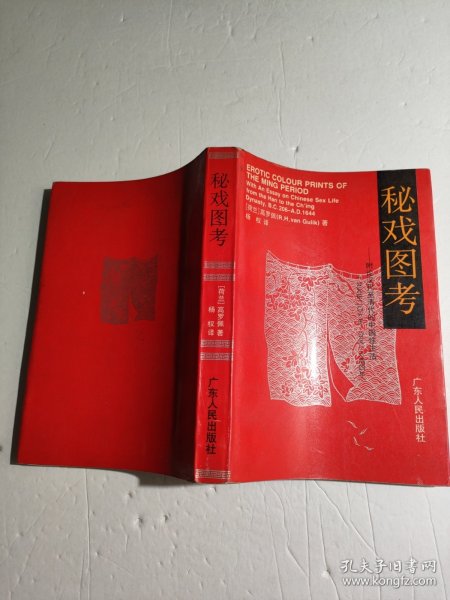 秘戏图考
[荷兰]高罗佩 著
杨权 译
广东人民出版社
EROTIC COLOUR PRINTS OF
THE MING PERIOD
With An Essay on Chinese Sex Life
from the Han to the Ch'ing
Dynasty, B.C. 206–A.D. 1644
[荷兰]高罗佩(R.H.van Gulik) 著
杨 权 译
秘戏图考
广东人民出版社
孔夫子旧书网
www.kongfz.com